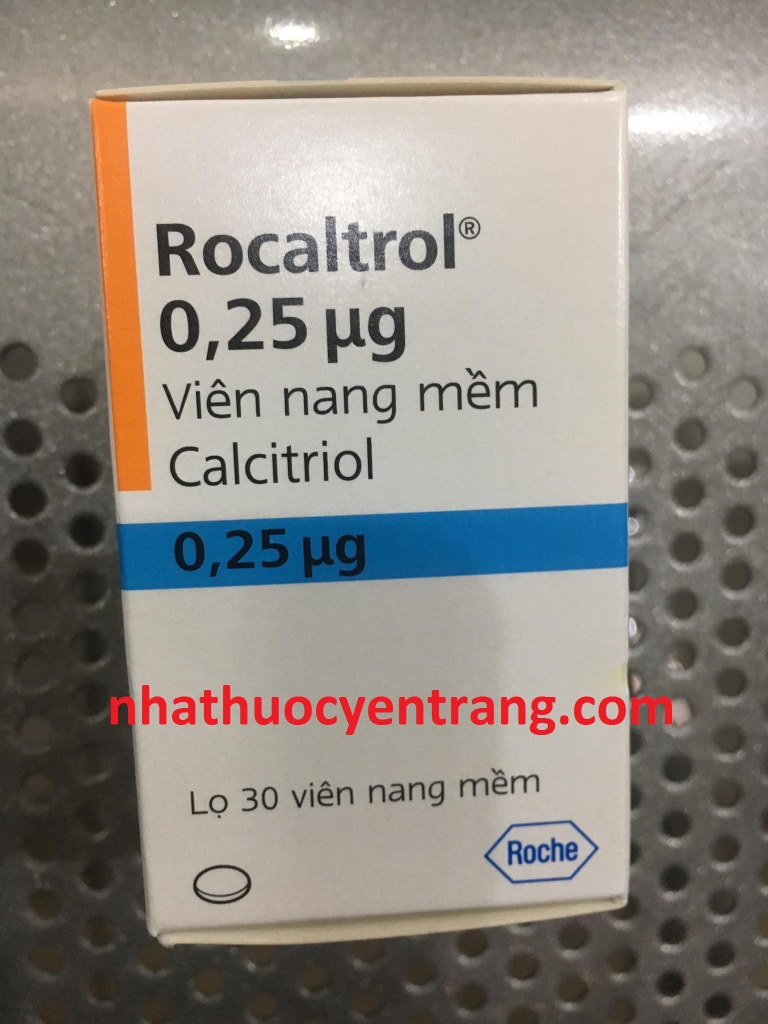 Rocaltrol®
0,25 µg
Viên nang mềm
Calcitriol
0,25 µg
nhathuocyentrang.com
Lọ 30 viên nang mềm
Roche